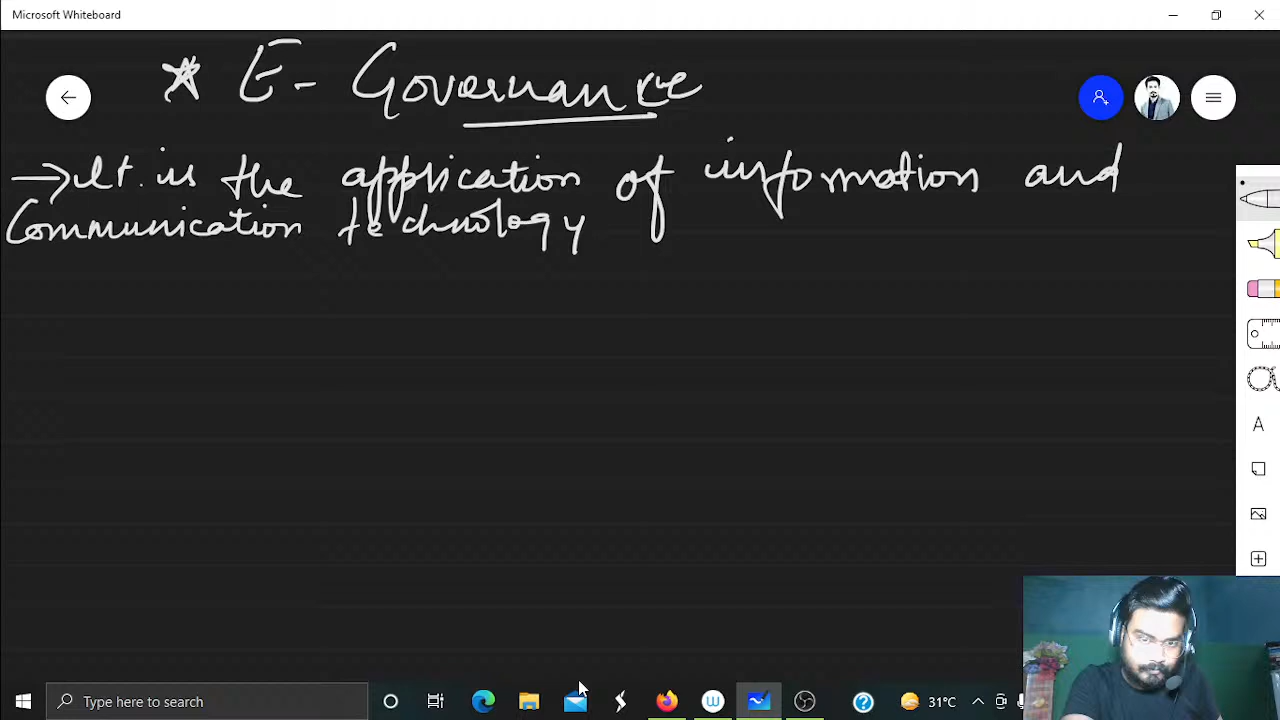 Microsoft Whiteboard
* E- Governance
→ It. is the application of information and
Communication technology
A
Type here to search
31°C